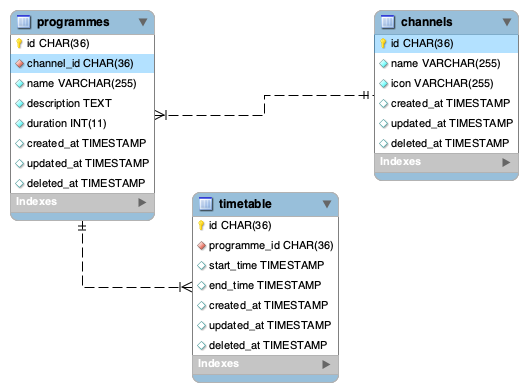 programmes
id CHAR(36)
channel_id CHAR(36)
name VARCHAR(255)
description TEXT
duration INT(11)
created_at TIMESTAMP
updated_at TIMESTAMP
deleted_at TIMESTAMP
Indexes
channels
id CHAR(36)
name VARCHAR(255)
icon VARCHAR(255)
created_at TIMESTAMP
updated_at TIMESTAMP
deleted_at TIMESTAMP
Indexes
timetable
id CHAR(36)
programme_id CHAR(36)
start_time TIMESTAMP
end_time TIMESTAMP
created_at TIMESTAMP
updated_at TIMESTAMP
deleted_at TIMESTAMP
Indexes